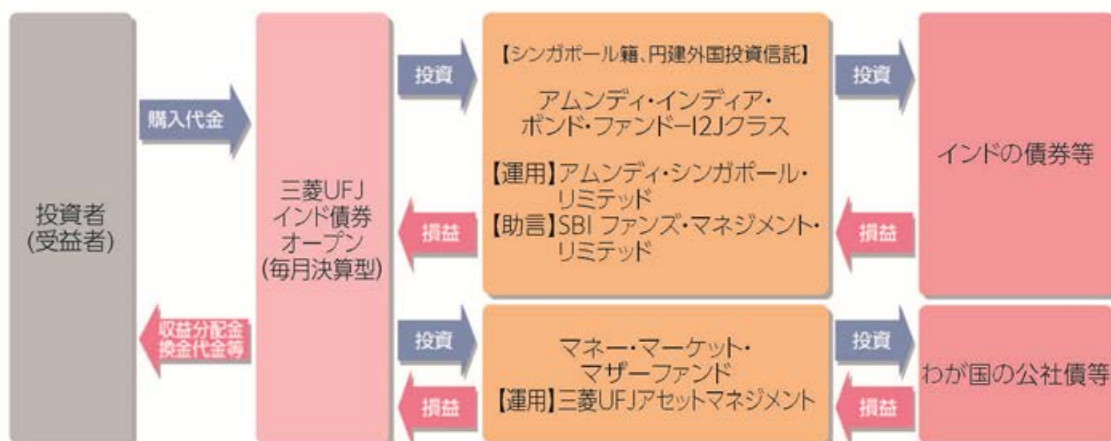 投資者
(受益者)
購入代金
収益分配金
換金代金等
三菱UFJ
インド債券
オープン
(毎月決算型)
投資
損益
【シンガポール籍、円建外国投資信託】
アムンディ・インディア・
ボンド・ファンド－I2Jクラス
【運用】アムンディ・シンガポール・
リミテッド
【助言】SBI ファンズ・マネジメント・
リミテッド
投資
損益
インドの債券等
投資
損益
マネー・マーケット・
マザーファンド
【運用】三菱UFJアセットマネジメント
投資
損益
わが国の公社債等